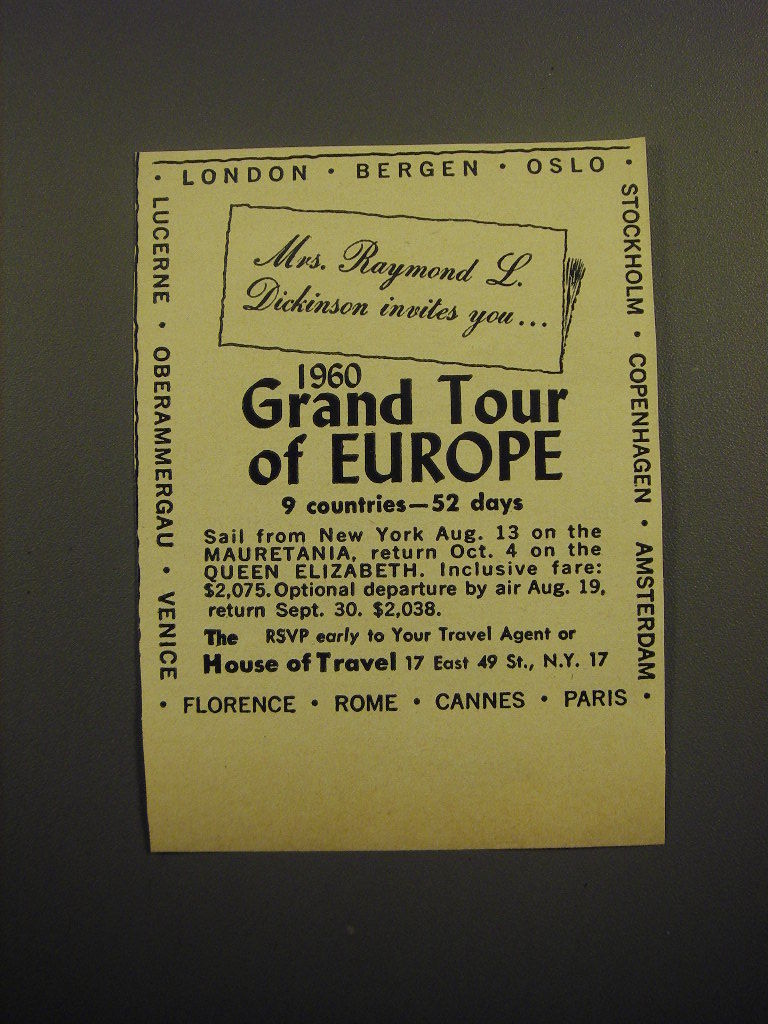 • LONDON • BERGEN • OSLO •
STOCKHOLM • COPENHAGEN • AMSTERDAM
LUCERNE • OBERAMMERGAU • VENICE
Mrs. Raymond L.
Dickinson invites you...
1960
Grand Tour
of EUROPE
9 countries—52 days
Sail from New York Aug. 13 on the
MAURETANIA, return Oct. 4 on the
QUEEN ELIZABETH. Inclusive fare:
$2,075. Optional departure by air Aug. 19,
return Sept. 30. $2,038.
The RSVP early to Your Travel Agent or
House of Travel 17 East 49 St., N.Y. 17
• FLORENCE • ROME • CANNES • PARIS •